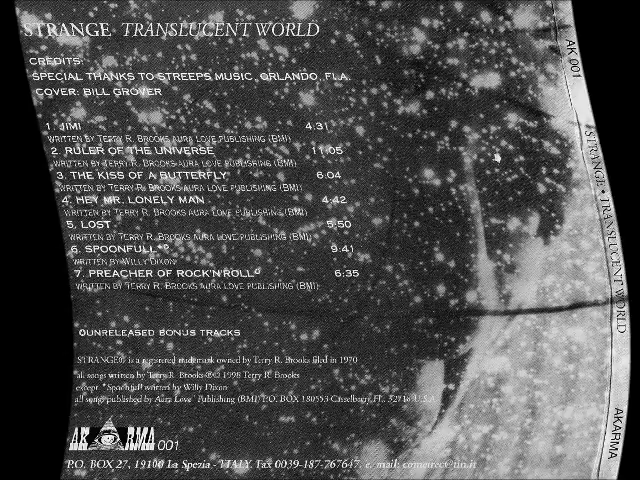 STRANGE TRANSLUCENT WORLD
CREDITS:
SPECIAL THANKS TO STREEPS MUSIC, ORLANDO, FLA.
COVER: BILL GROVER
1. JIMI 4:31
WRITTEN BY TERRY R. BROOKS AURA LOVE PUBLISHING (BMI)
2. RULER OF THE UNIVERSE 11:05
WRITTEN BY TERRY R. BROOKS AURA LOVE PUBLISHING (BMI)
3. THE KISS OF A BUTTERFLY 6:04
WRITTEN BY TERRY R. BROOKS AURA LOVE PUBLISHING (BMI)
4. HEY MR. LONELY MAN 4:42
WRITTEN BY TERRY R. BROOKS AURA LOVE PUBLISHING (BMI)
5. LOST 5:50
WRITTEN BY TERRY R. BROOKS AURA LOVE PUBLISHING (BMI)
6. SPOONFULL 9:41
WRITTEN BY WILLY DIXON
7. PREACHER OF ROCK'N'ROLL 6:35
WRITTEN BY TERRY R. BROOKS AURA LOVE PUBLISHING (BMI)
UNRELEASED BONUS TRACKS
STRANGE® is a registered trademark owned by Terry R. Brooks filed in 1970
all songs written by Terry R. Brooks ®© 1998 Terry R. Brooks
except *Spoonfull written by Willy Dixon
all songs published by Aura Love Publishing (BMI) P.O. BOX 180553 Casselberry, FL. 32718 U.S.A
AKARMA 001
P.O. BOX 27, 19100 La Spezia - ITALY. Fax 0039-187-767647. e. mail: cometrec@tin.it
AK 001
STRANGE • TRANSLUCENT WORLD
AKARMA